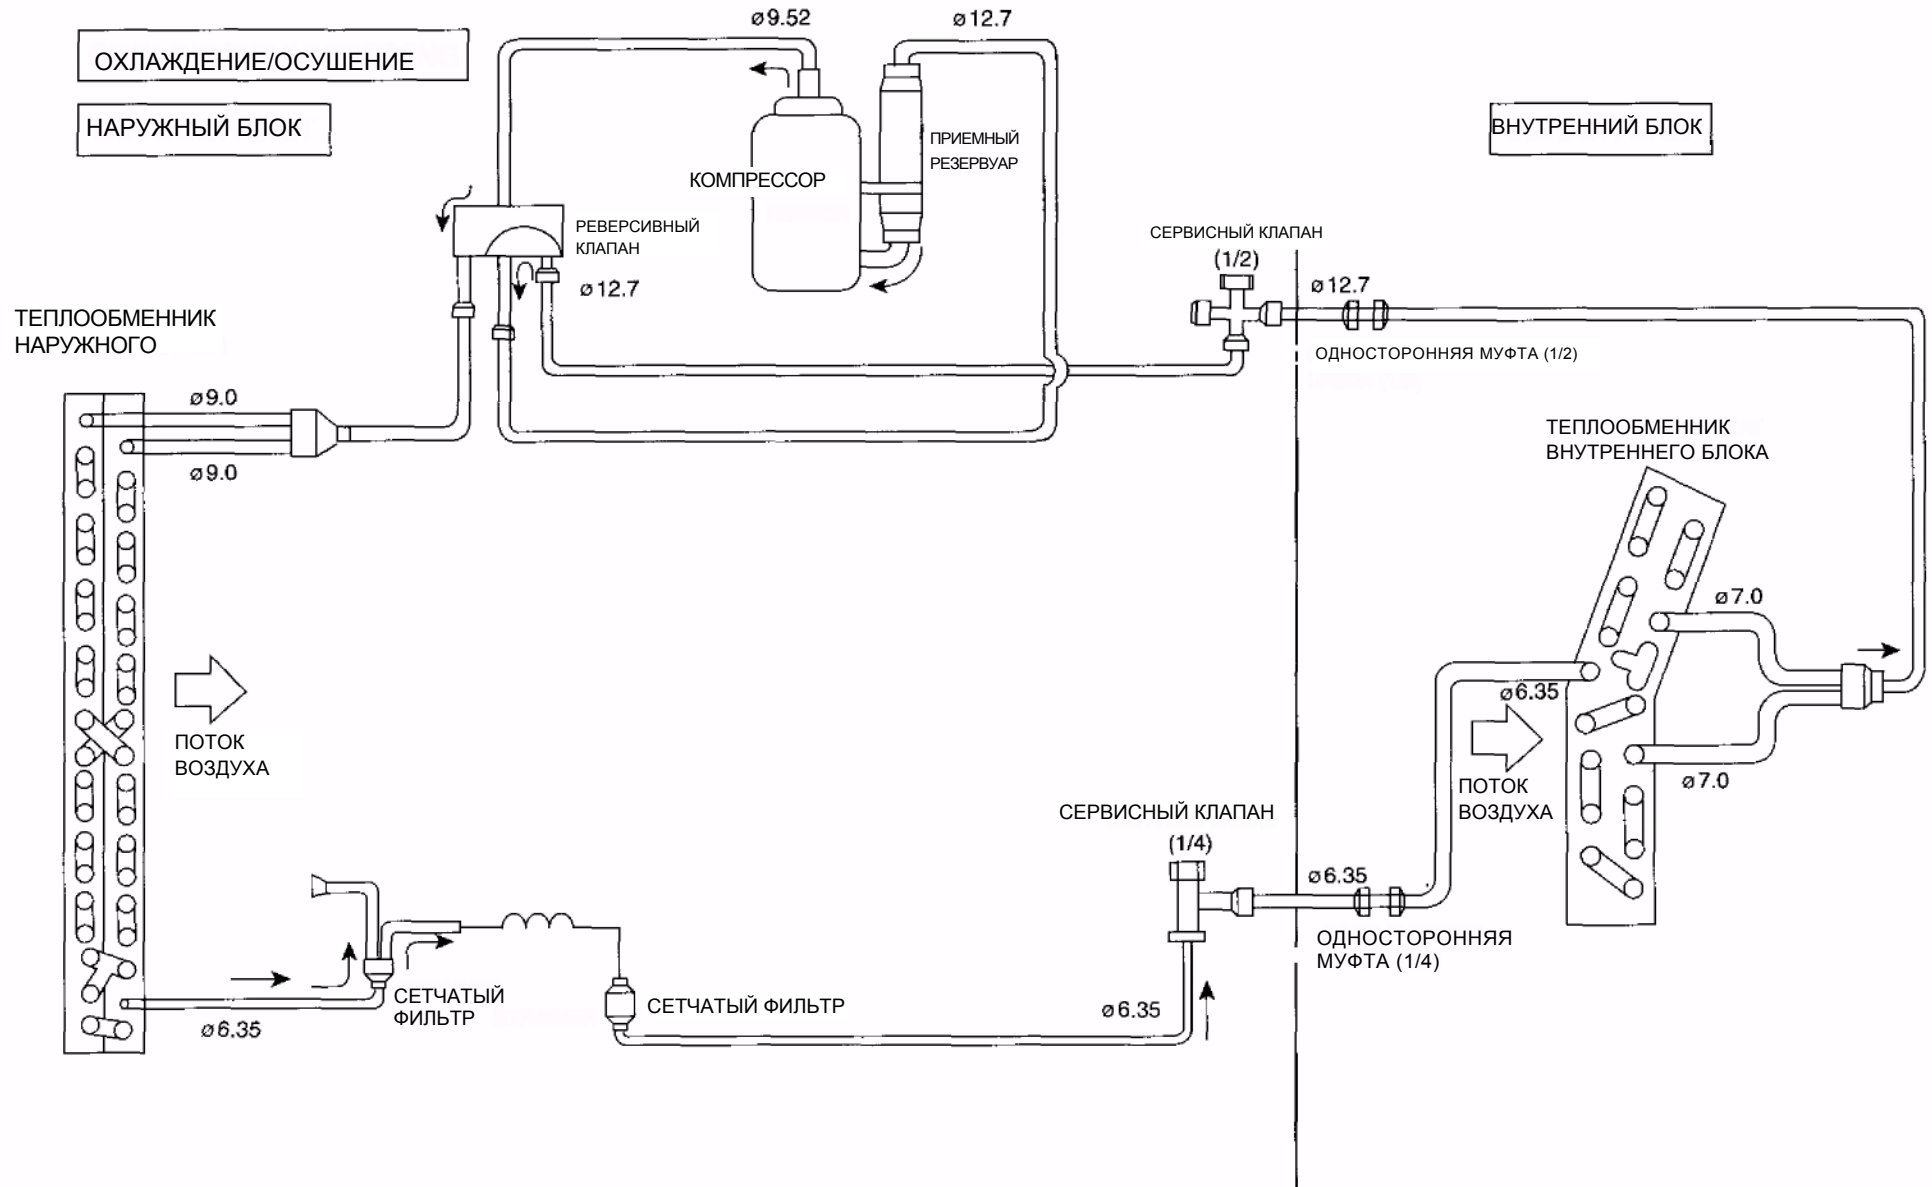 ø9.52
ø12.7
ОХЛАЖДЕНИЕ/ОСУШЕНИЕ
НАРУЖНЫЙ БЛОК
ВНУТРЕННИЙ БЛОК
ПРИЕМНЫЙ
РЕЗЕРВУАР
КОМПРЕССОР
РЕВЕРСИВНЫЙ
КЛАПАН
ø12.7
СЕРВИСНЫЙ КЛАПАН
(1/2)
ø12.7
ОДНОСТОРОННЯЯ МУФТА (1/2)
ТЕПЛООБМЕННИК
НАРУЖНОГО
ø9.0
ø9.0
ТЕПЛООБМЕННИК
ВНУТРЕННЕГО БЛОКА
ø7.0
ø6.35
ø7.0
ПОТОК
ВОЗДУХА
ПОТОК
ВОЗДУХА
СЕРВИСНЫЙ КЛАПАН
(1/4)
ø6.35
ОДНОСТОРОННЯЯ
МУФТА (1/4)
СЕТЧАТЫЙ
ФИЛЬТР
СЕТЧАТЫЙ ФИЛЬТР
ø6.35
ø6.35